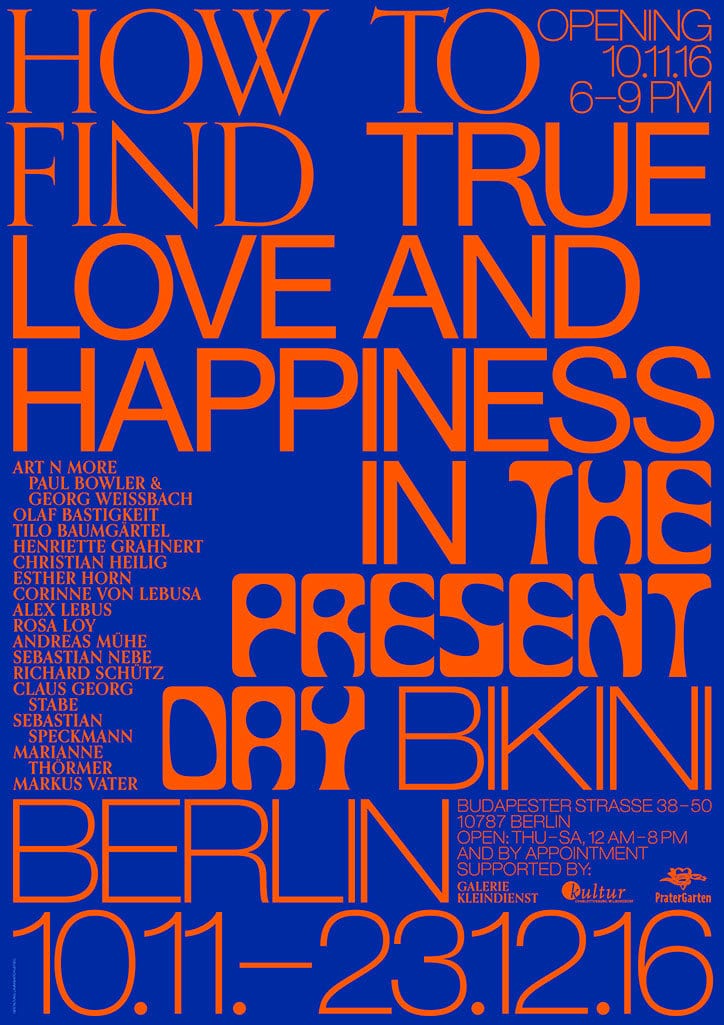 HOW TO
OPENING
10.11.16
6–9 PM
FIND TRUE
LOVE AND
HAPPINESS
IN THE
PRESENT
DAY BIKINI
BERLIN
10.11.–23.12.16
ART N MORE
PAUL BOWLER &
GEORG WEISSBACH
OLAF BASTIGKEIT
TILO BAUMGÄRTEL
HENRIETTE GRAHNERT
CHRISTIAN HEILIG
ESTHER HORN
CORINNE VON LEBUSA
ALEX LEBUS
ROSA LOY
ANDREAS MÜHE
SEBASTIAN NEBE
RICHARD SCHÜTZ
CLAUS GEORG
STABE
SEBASTIAN
SPECKMANN
MARIANNE
THÖRMER
MARKUS VATER
BUDAPESTER STRASSE 38–50
10787 BERLIN
OPEN: THU–SA, 12 AM–8 PM
AND BY APPOINTMENT
SUPPORTED BY:
GALERIE
KLEINDIENST
kultur
CHARLOTTENBURG-WILMERSDORF
PraterGarten